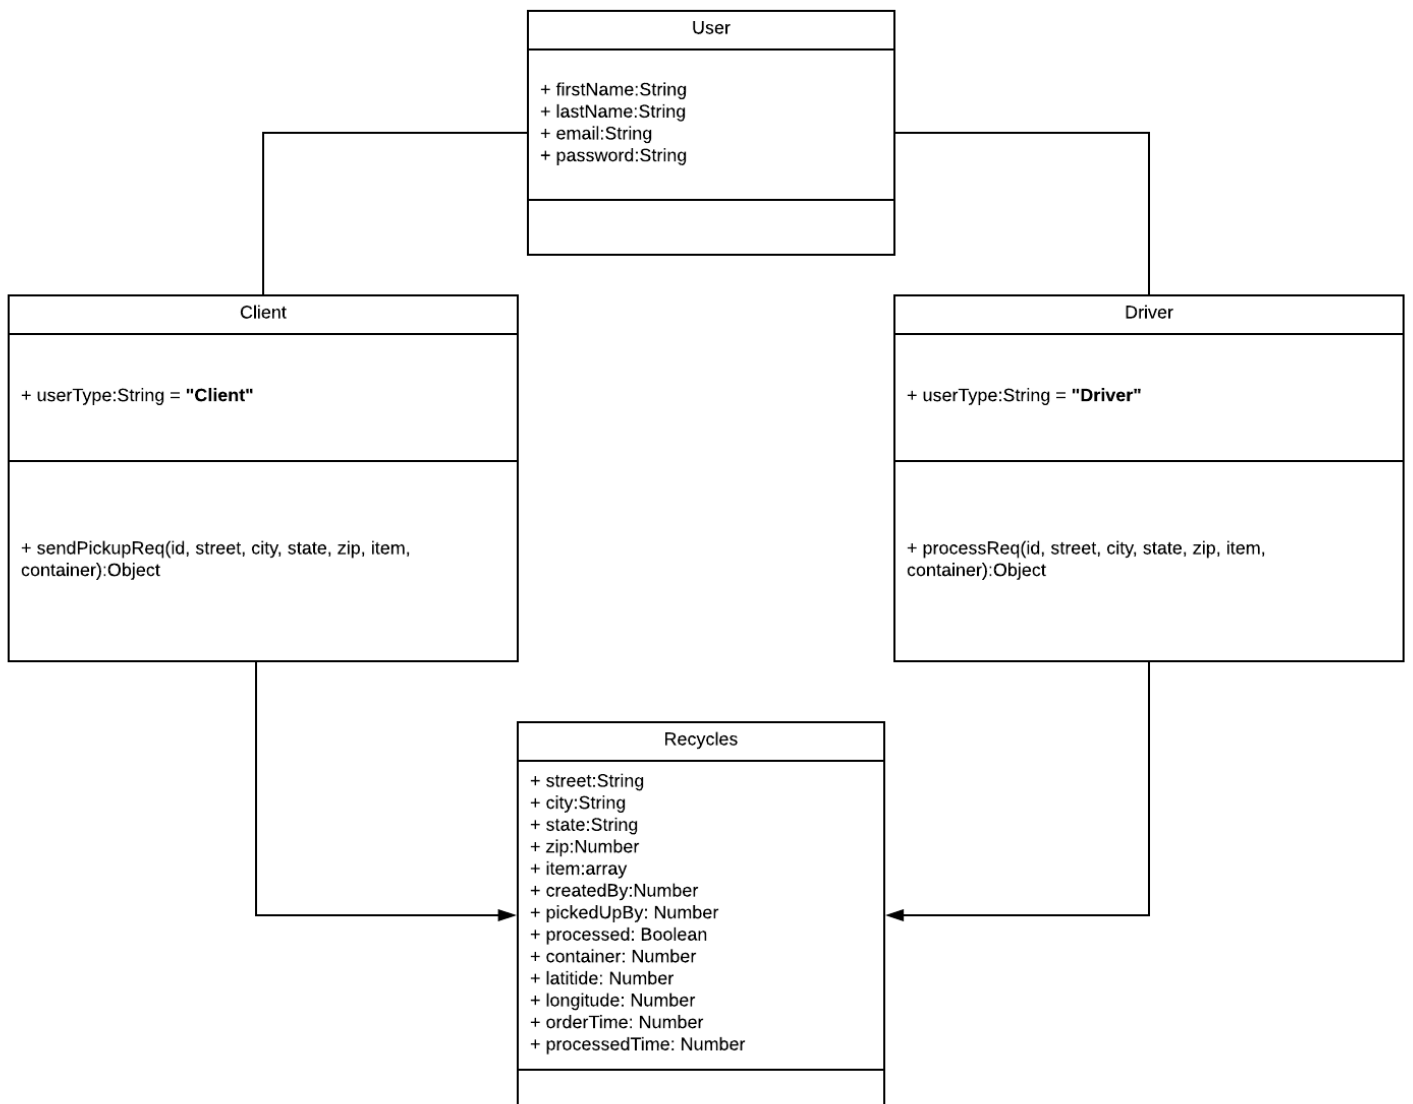 User
+ firstName:String
+ lastName:String
+ email:String
+ password:String
Client
+ userType:String = "Client"
+ sendPickupReq(id, street, city, state, zip, item,
container):Object
Driver
+ userType:String = "Driver"
+ processReq(id, street, city, state, zip, item,
container):Object
Recycles
+ street:String
+ city:String
+ state:String
+ zip:Number
+ item:array
+ createdBy:Number
+ pickedUpBy: Number
+ processed: Boolean
+ container: Number
+ latitide: Number
+ longitude: Number
+ orderTime: Number
+ processedTime: Number